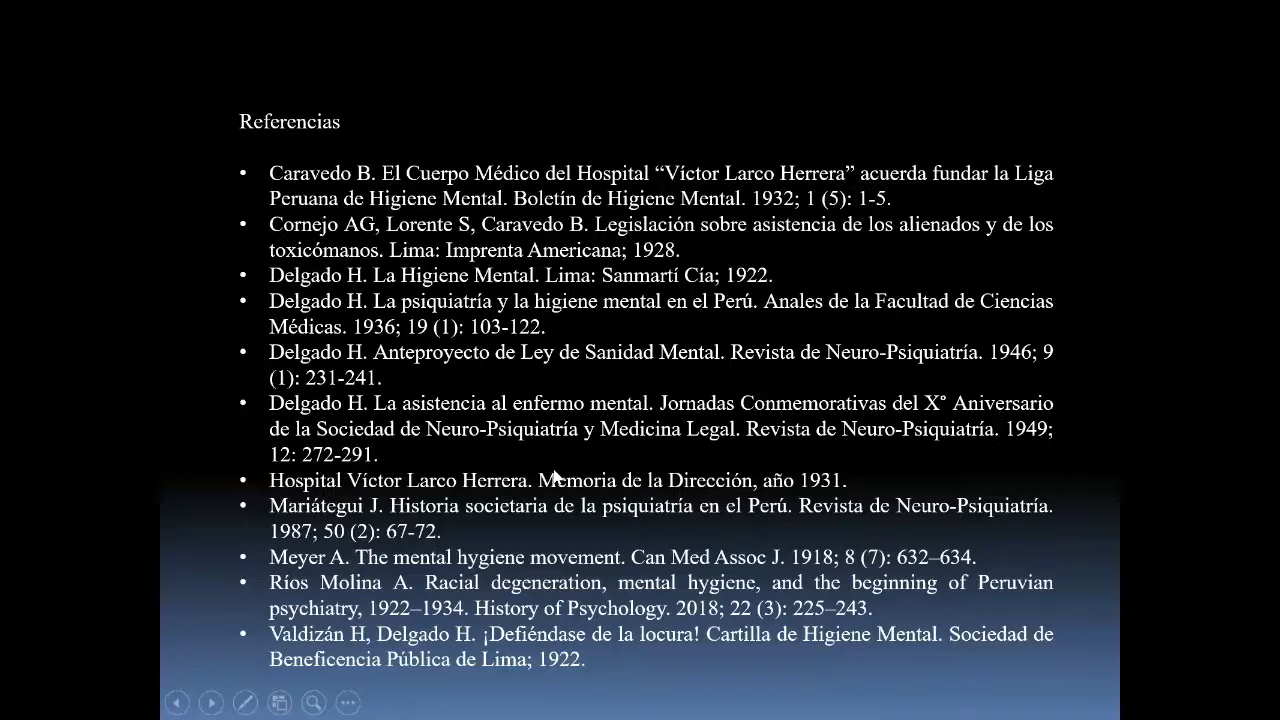 Referencias
• Caravedo B. El Cuerpo Médico del Hospital “Víctor Larco Herrera” acuerda fundar la Liga
Peruana de Higiene Mental. Boletín de Higiene Mental. 1932; 1 (5): 1-5.
• Cornejo AG, Lorente S, Caravedo B. Legislación sobre asistencia de los alienados y de los
toxicómanos. Lima: Imprenta Americana; 1928.
• Delgado H. La Higiene Mental. Lima: Sanmartí Cía; 1922.
• Delgado H. La psiquiatría y la higiene mental en el Perú. Anales de la Facultad de Ciencias
Médicas. 1936; 19 (1): 103-122.
• Delgado H. Anteproyecto de Ley de Sanidad Mental. Revista de Neuro-Psiquiatría. 1946; 9
(1): 231-241.
• Delgado H. La asistencia al enfermo mental. Jornadas Conmemorativas del X° Aniversario
de la Sociedad de Neuro-Psiquiatría y Medicina Legal. Revista de Neuro-Psiquiatría. 1949;
12: 272-291.
• Hospital Víctor Larco Herrera. Memoria de la Dirección, año 1931.
• Mariátegui J. Historia societaria de la psiquiatría en el Perú. Revista de Neuro-Psiquiatría.
1987; 50 (2): 67-72.
• Meyer A. The mental hygiene movement. Can Med Assoc J. 1918; 8 (7): 632–634.
• Ríos Molina A. Racial degeneration, mental hygiene, and the beginning of Peruvian
psychiatry, 1922–1934. History of Psychology. 2018; 22 (3): 225–243.
• Valdizán H, Delgado H. ¡Defiéndase de la locura! Cartilla de Higiene Mental. Sociedad de
Beneficencia Pública de Lima; 1922.